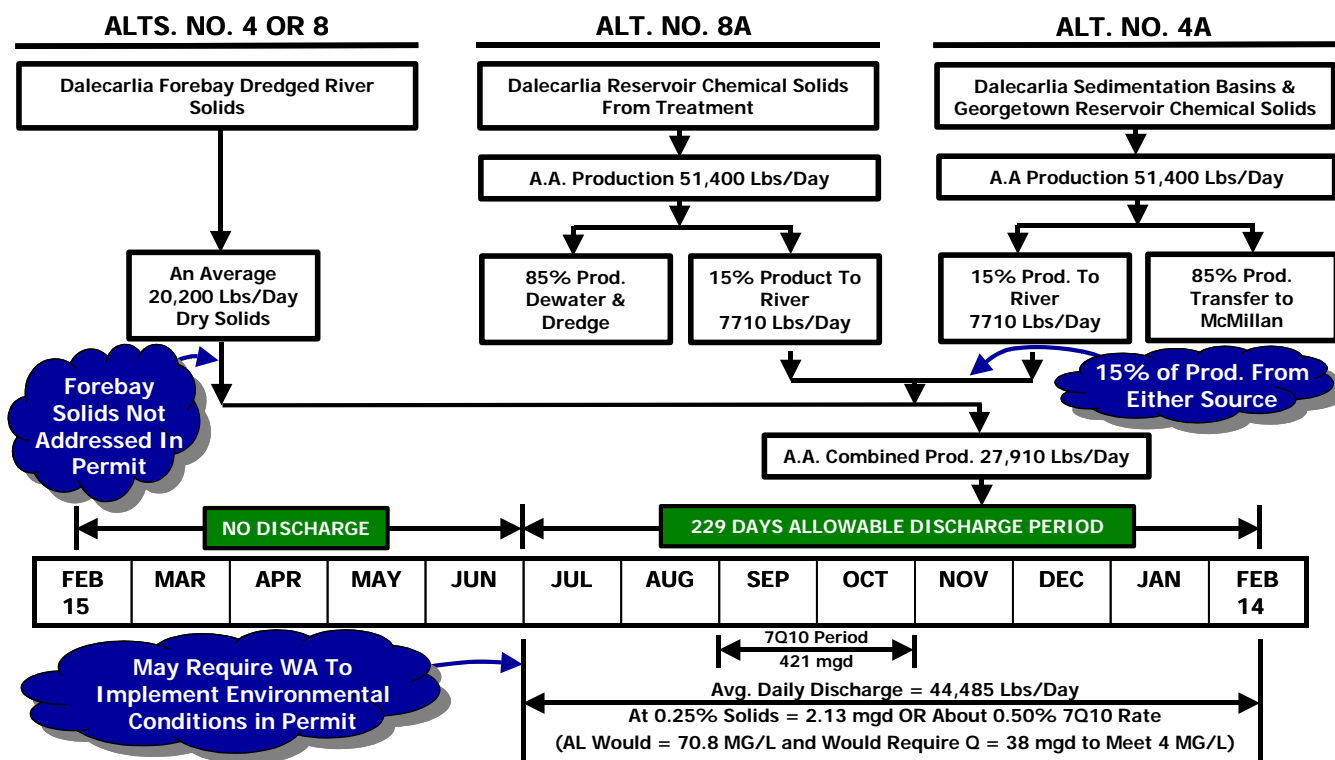 ALTS. NO. 4 OR 8
Dalecarlia Forebay Dredged River
Solids
An Average
20,200 Lbs/Day
Dry Solids
Forebay
Solids Not
Addressed In
Permit
ALT. NO. 8A
Dalecarlia Reservoir Chemical Solids
From Treatment
A.A. Production 51,400 Lbs/Day
85% Prod.
Dewater &
Dredge
15% Product To
River
7710 Lbs/Day
ALT. NO. 4A
Dalecarlia Sedimentation Basins &
Georgetown Reservoir Chemical Solids
A.A Production 51,400 Lbs/Day
15% Prod. To
River
7710 Lbs/Day
85% Prod.
Transfer to
McMillan
15% of Prod. From
Either Source
A.A. Combined Prod. 27,910 Lbs/Day
NO DISCHARGE
229 DAYS ALLOWABLE DISCHARGE PERIOD
FEB
15
MAR
APR
MAY
JUN
JUL
AUG
SEP
OCT
NOV
DEC
JAN
FEB
14
May Require WA To
Implement Environmental
Conditions in Permit
7Q10 Period
421 mgd
Avg. Daily Discharge = 44,485 Lbs/Day
At 0.25% Solids = 2.13 mgd OR About 0.50% 7Q10 Rate
(AL Would = 70.8 MG/L and Would Require Q = 38 mgd to Meet 4 MG/L)